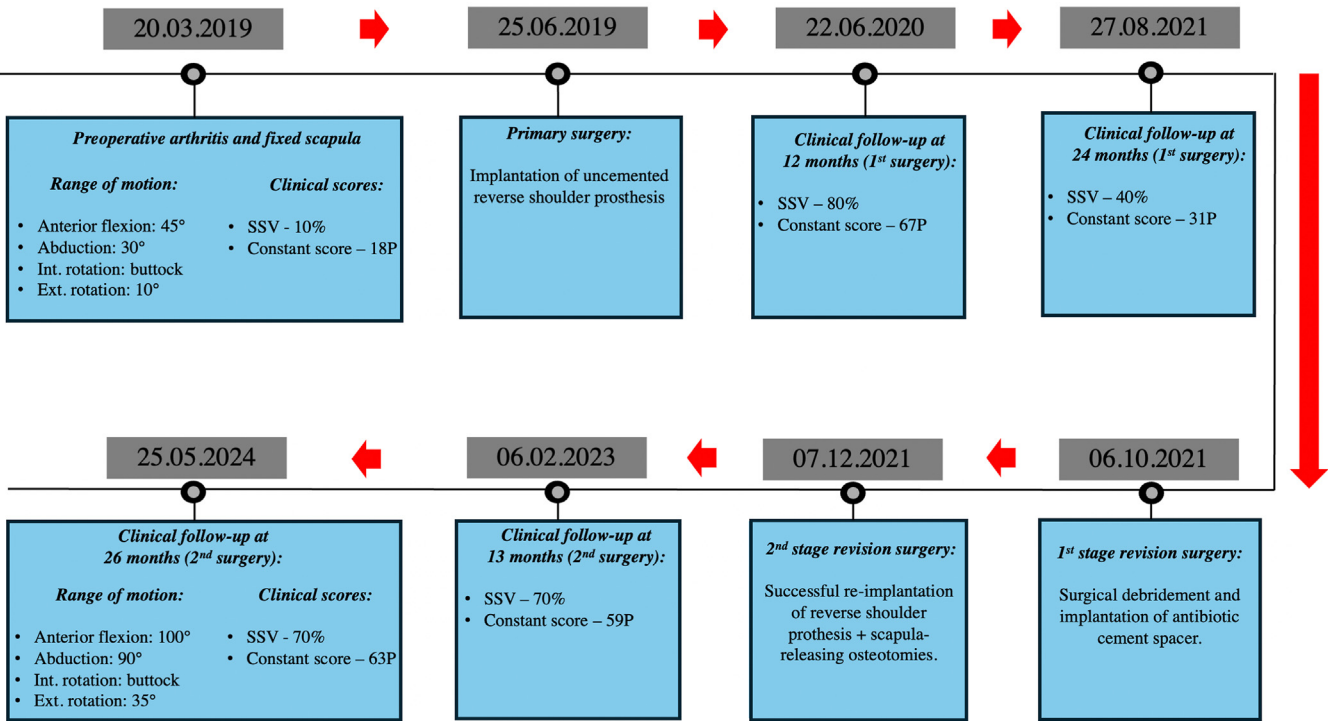 20.03.2019
25.06.2019
22.06.2020
27.08.2021
Preoperative arthritis and fixed scapula
Range of motion:
• Anterior flexion: 45°
• Abduction: 30°
• Int. rotation: buttock
• Ext. rotation: 10°
Clinical scores:
• SSV - 10%
• Constant score – 18P
Primary surgery:
Implantation of uncemented
reverse shoulder prosthesis
Clinical follow-up at
12 months (1st surgery):
• SSV – 80%
• Constant score – 67P
Clinical follow-up at
24 months (1st surgery):
• SSV – 40%
• Constant score – 31P
06.10.2021
1st stage revision surgery:
Surgical debridement and
implantation of antibiotic
cement spacer.
07.12.2021
2nd stage revision surgery:
Successful re-implantation
of reverse shoulder
prothesis + scapula-
releasing osteotomies.
06.02.2023
Clinical follow-up at
13 months (2nd surgery):
• SSV – 70%
• Constant score – 59P
25.05.2024
Clinical follow-up at
26 months (2nd surgery):
Range of motion:
• Anterior flexion: 100°
• Abduction: 90°
• Int. rotation: buttock
• Ext. rotation: 35°
Clinical scores:
• SSV - 70%
• Constant score – 63P